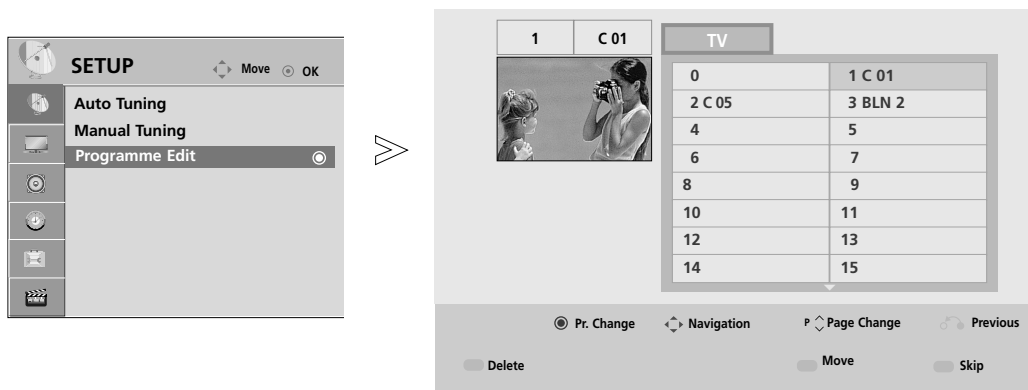 SETUP
Move OK
Auto Tuning
Manual Tuning
Programme Edit
1 C 01
TV
0 1 C 01
2 C 05 3 BLN 2
4 5
6 7
8 9
10 11
12 13
14 15
Pr. Change Navigation P Page Change Previous
Delete Move Skip